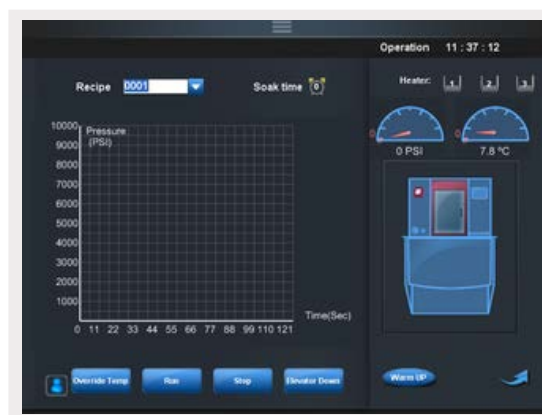 Operation 11 : 37 : 12
Recipe 0001 Soak time 0
Heater: 1 2 3
10000 Pressure
(PSI)
9000
8000
7000
6000
5000
4000
3000
2000
1000
0 PSI 7.8 ºC
Time(Sec)
0 11 22 33 44 55 66 77 88 99 110 121
Override Temp Run Stop Elevator Down
Warm UP